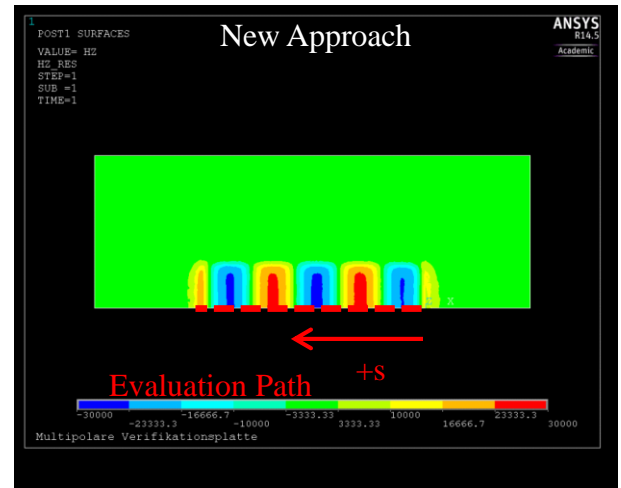 1
POST1 SURFACES
VALUE= HZ
HZ_RES
STEP=1
SUB =1
TIME=1
New Approach
ANSYS
R14.5
Academic
Z X
+s
Evaluation Path
-30000 -16666.7 -3333.33 10000 23333.3
-23333.3 -10000 3333.33 16666.7 30000
Multipolare Verifikationsplatte